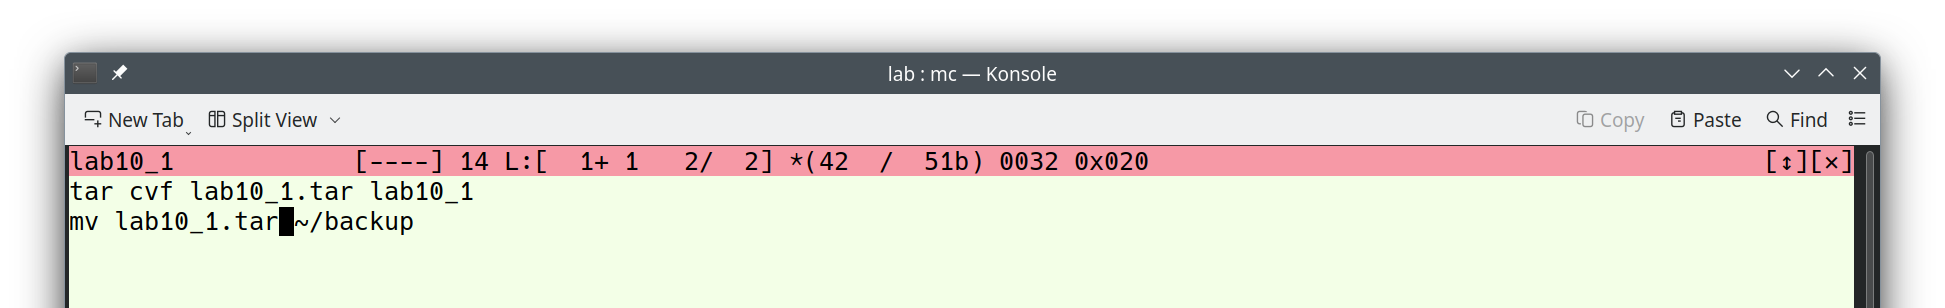 lab : mc — Konsole
New Tab Split View Copy Paste Find
lab10_1 [----] 14 L:[ 1+ 1 2/ 2] *(42 / 51b) 0032 0x020 [↕][×]
tar cvf lab10_1.tar lab10_1
mv lab10_1.tar ~/backup